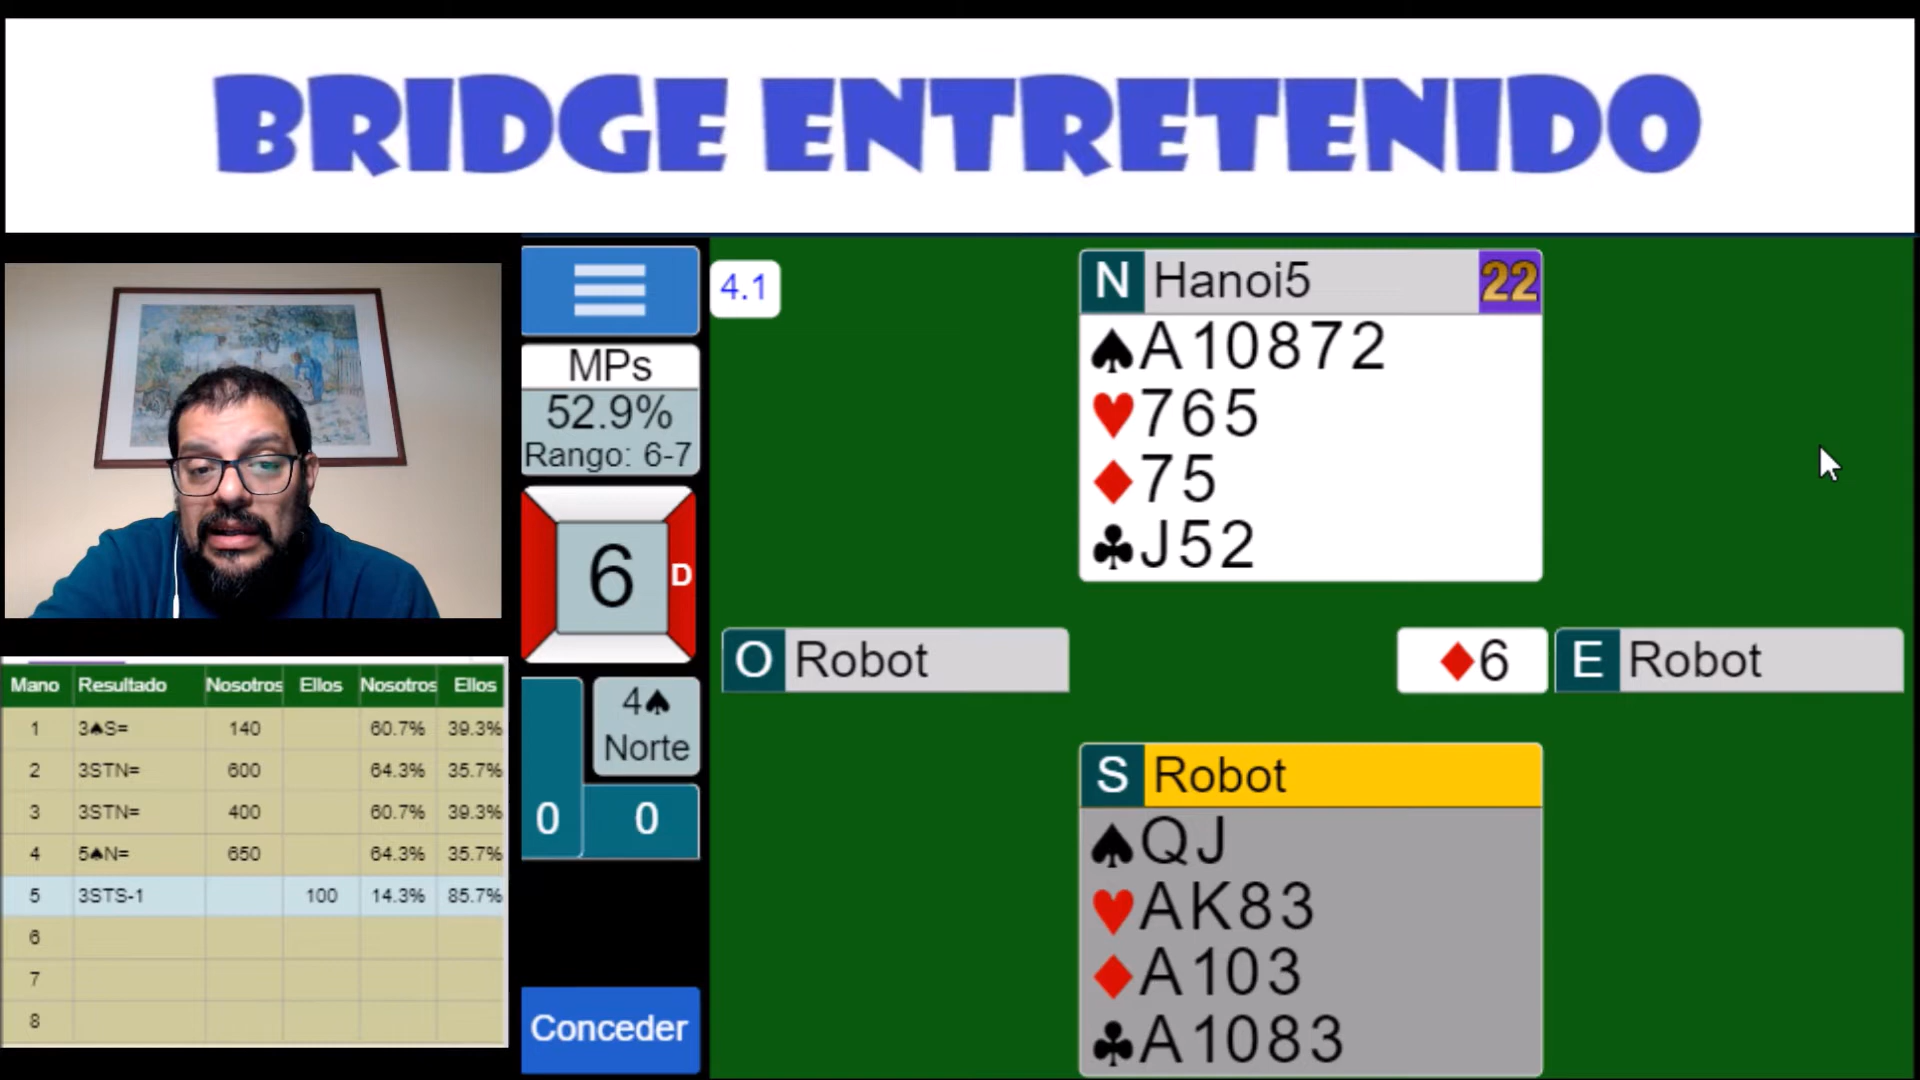 BRIDGE ENTRETENIDO
4.1
N Hanoi5 22
♠A10872
♥765
♦75
♣J52
MPs
52.9%
Rango: 6-7
6 D
4♠
Norte
0 0
Conceder
O Robot
♦6
E Robot
S Robot
♠QJ
♥AK83
♦A103
♣A1083
Mano Resultado Nosotros Ellos Nosotros Ellos
1 3♠S= 140 60.7% 39.3%
2 3STN= 600 64.3% 35.7%
3 3STN= 400 60.7% 39.3%
4 5♠N= 650 64.3% 35.7%
5 3STS-1 100 14.3% 85.7%
6
7
8